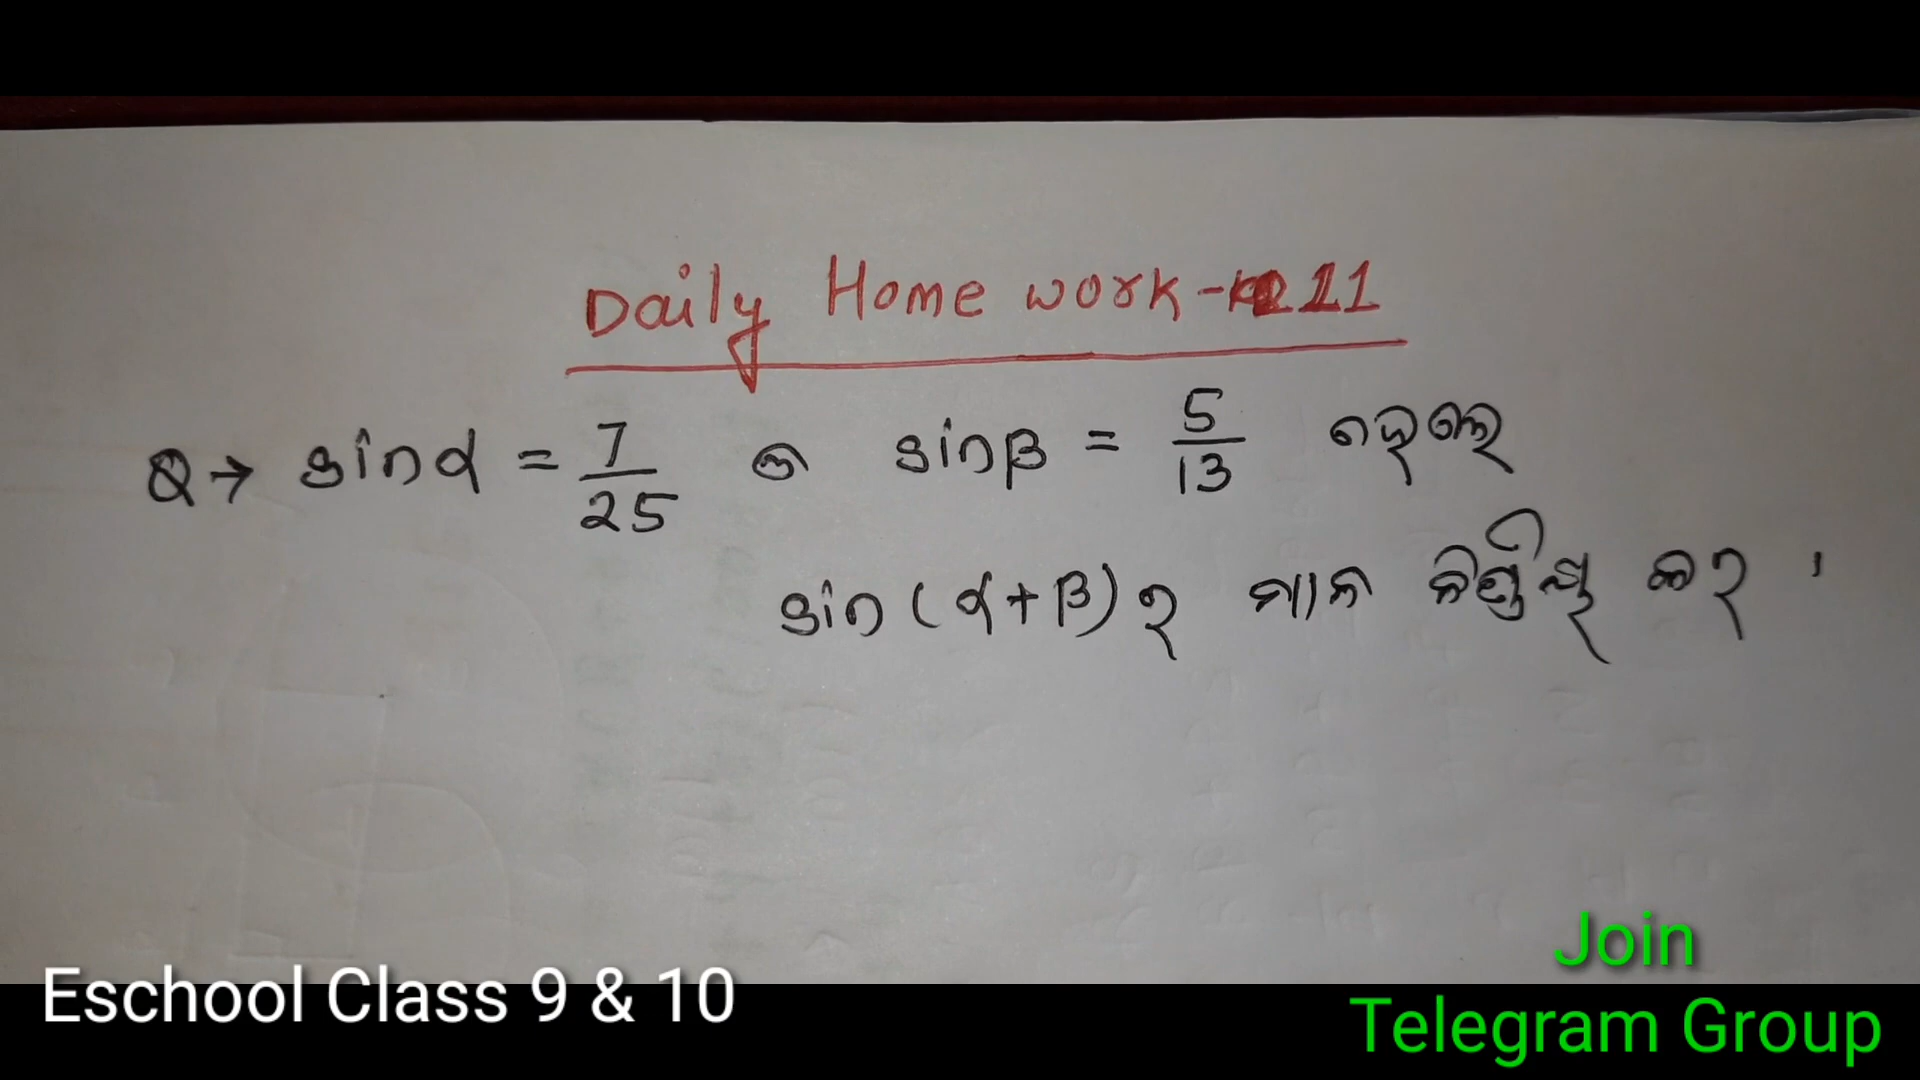 Daily Home work - 11
Q → sinα = 7/25 ଓ sinβ = 5/13 ହେଲେ
sin(α+β)ର ମାନ ନିର୍ଣ୍ଣୟ କର ।
Eschool Class 9 & 10
Join
Telegram Group